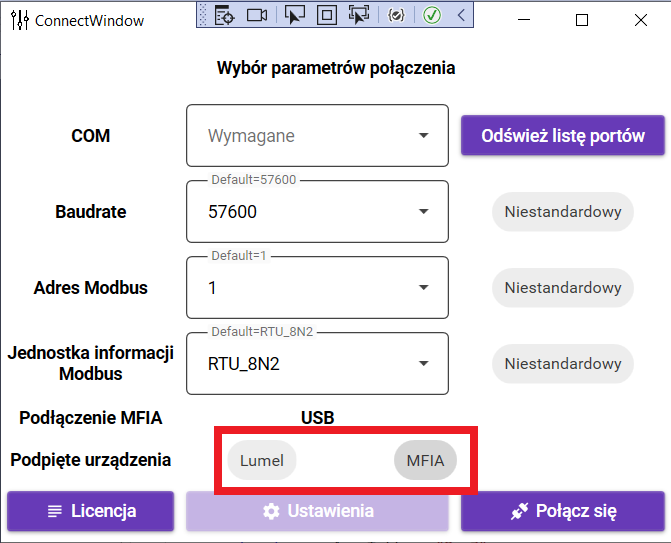 ConnectWindow
Wybór parametrów połączenia
COM
Wymagane
Odśwież listę portów
Default=57600
Baudrate
57600
Niestandardowy
Default=1
Adres Modbus
1
Niestandardowy
Default=RTU_8N2
Jednostka informacji
Modbus
RTU_8N2
Niestandardowy
Podłączenie MFIA
USB
Podpięte urządzenia
Lumel
MFIA
Licencja
Ustawienia
Połącz się